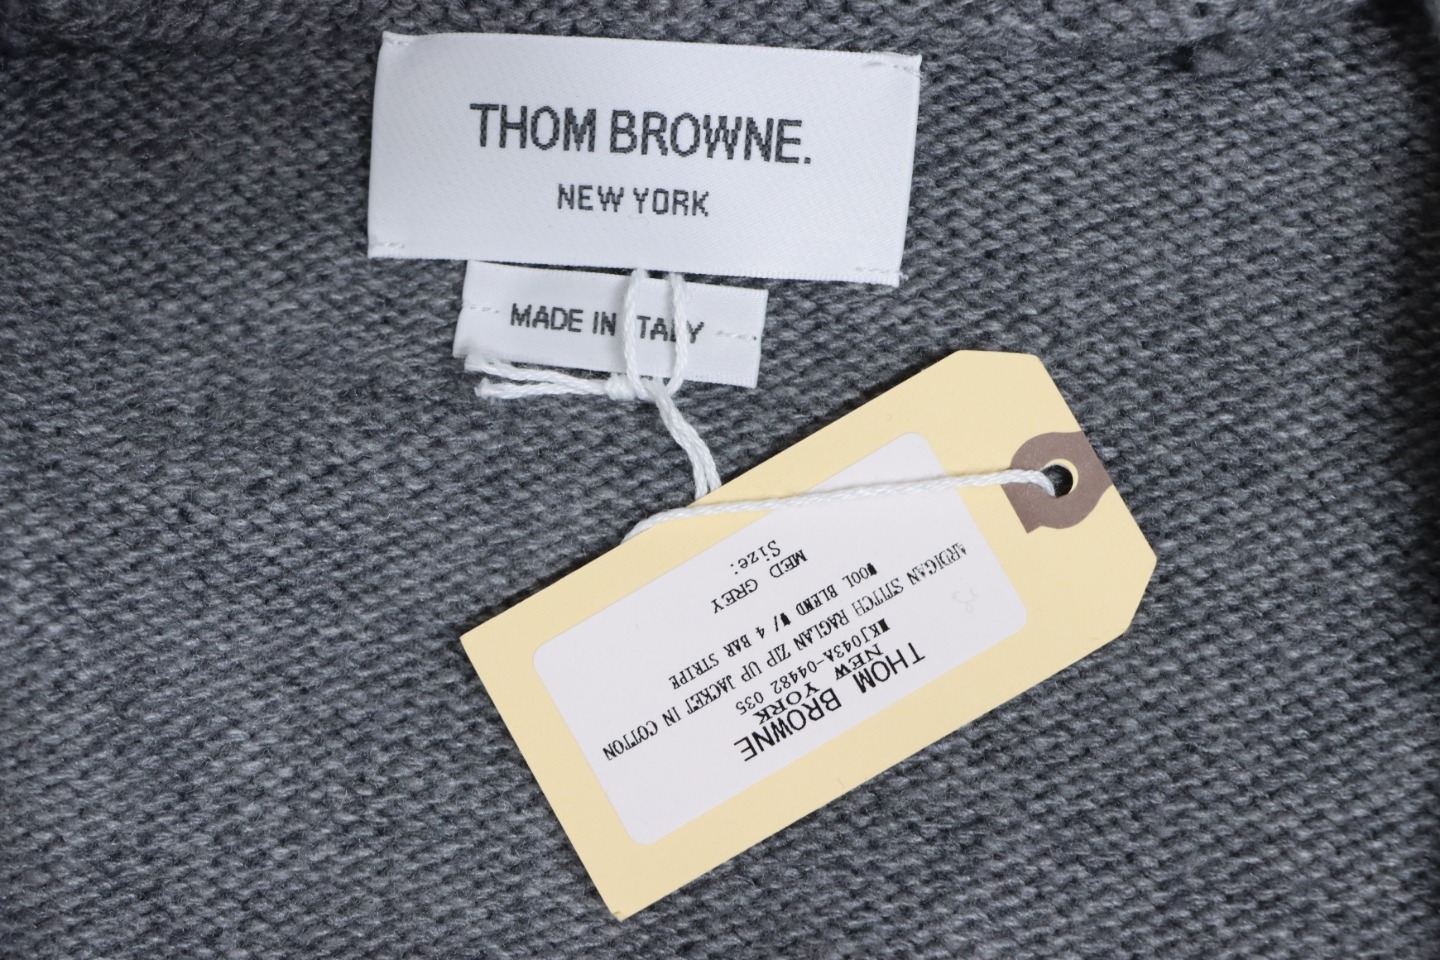 THOM BROWNE.
NEW YORK
MADE IN ITALY
THOM BROWNE
NEW YORK
MKJ043A-04482 035
ARDIGAN STITCH RAGLAN ZIP UP JACKET IN COTTON
WOOL BLEND W/ 4 BAR STRIPE
MED GREY
Size: